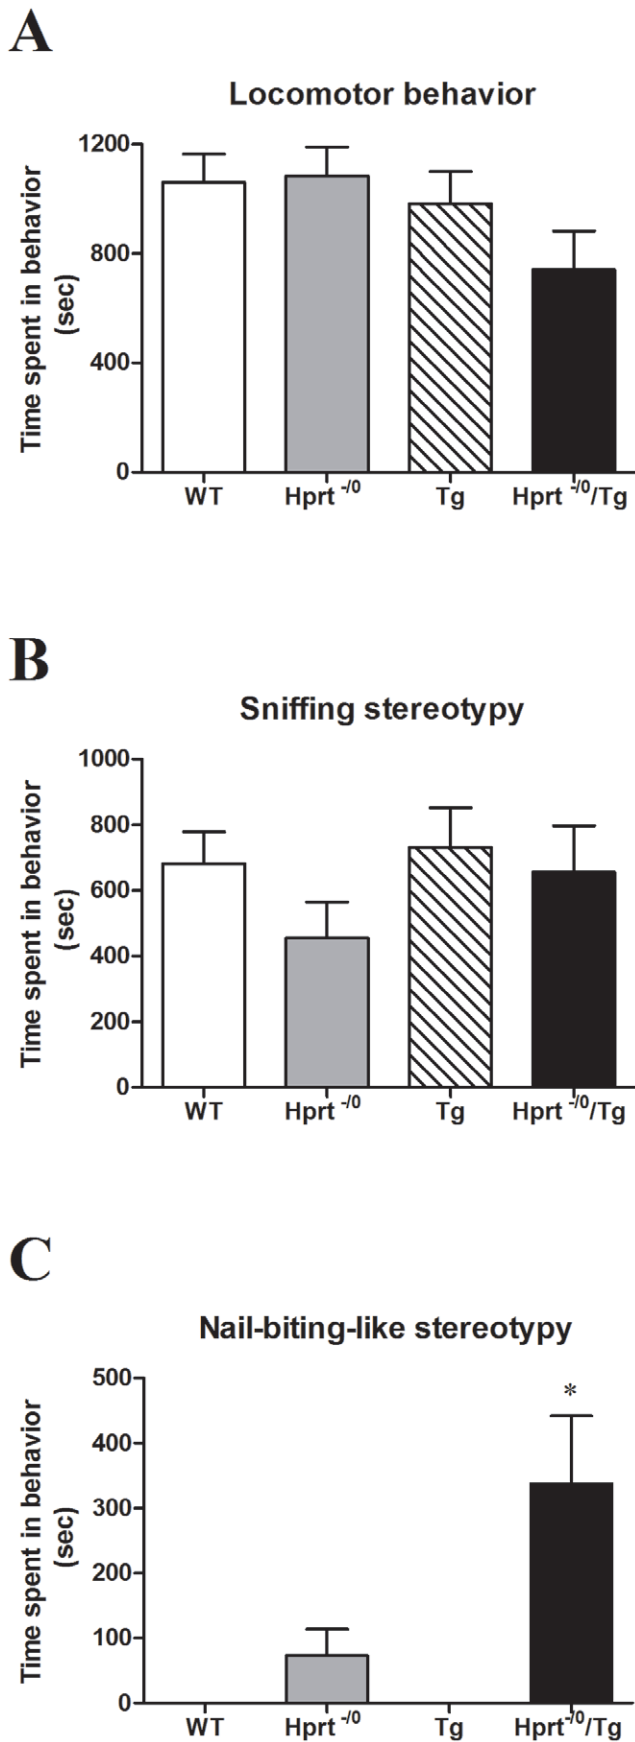 A
Locomotor behavior
Time spent in behavior
(sec)
1200
800
400
0
WT Hprt -/0 Tg Hprt -/0/Tg
B
Sniffing stereotypy
Time spent in behavior
(sec)
1000
800
600
400
200
0
WT Hprt -/0 Tg Hprt -/0/Tg
C
Nail-biting-like stereotypy
Time spent in behavior
(sec)
500
400
300
200
100
0
*
WT Hprt -/0 Tg Hprt-/0/Tg